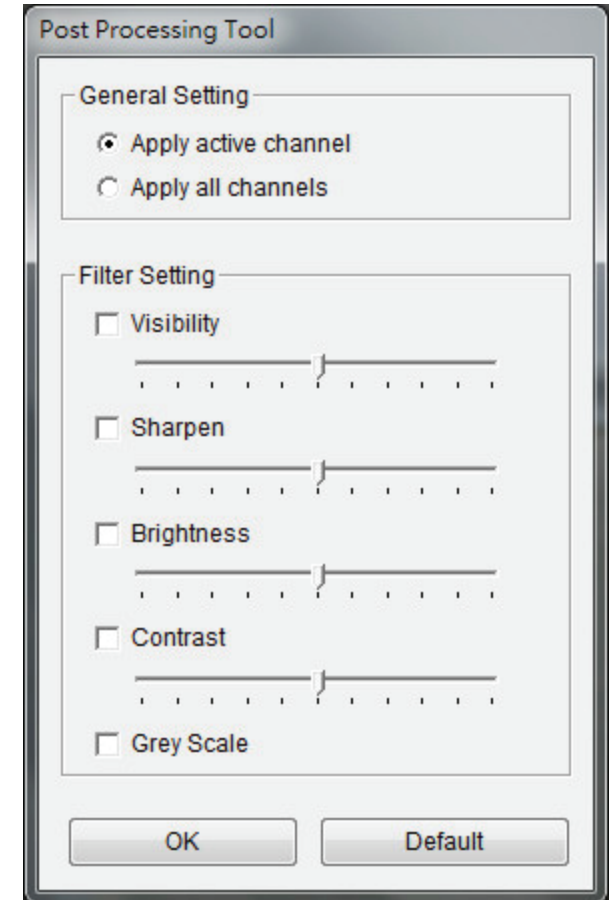 Post Processing Tool
General Setting
Apply active channel
Apply all channels
Filter Setting
Visibility
Sharpen
Brightness
Contrast
Grey Scale
OK Default